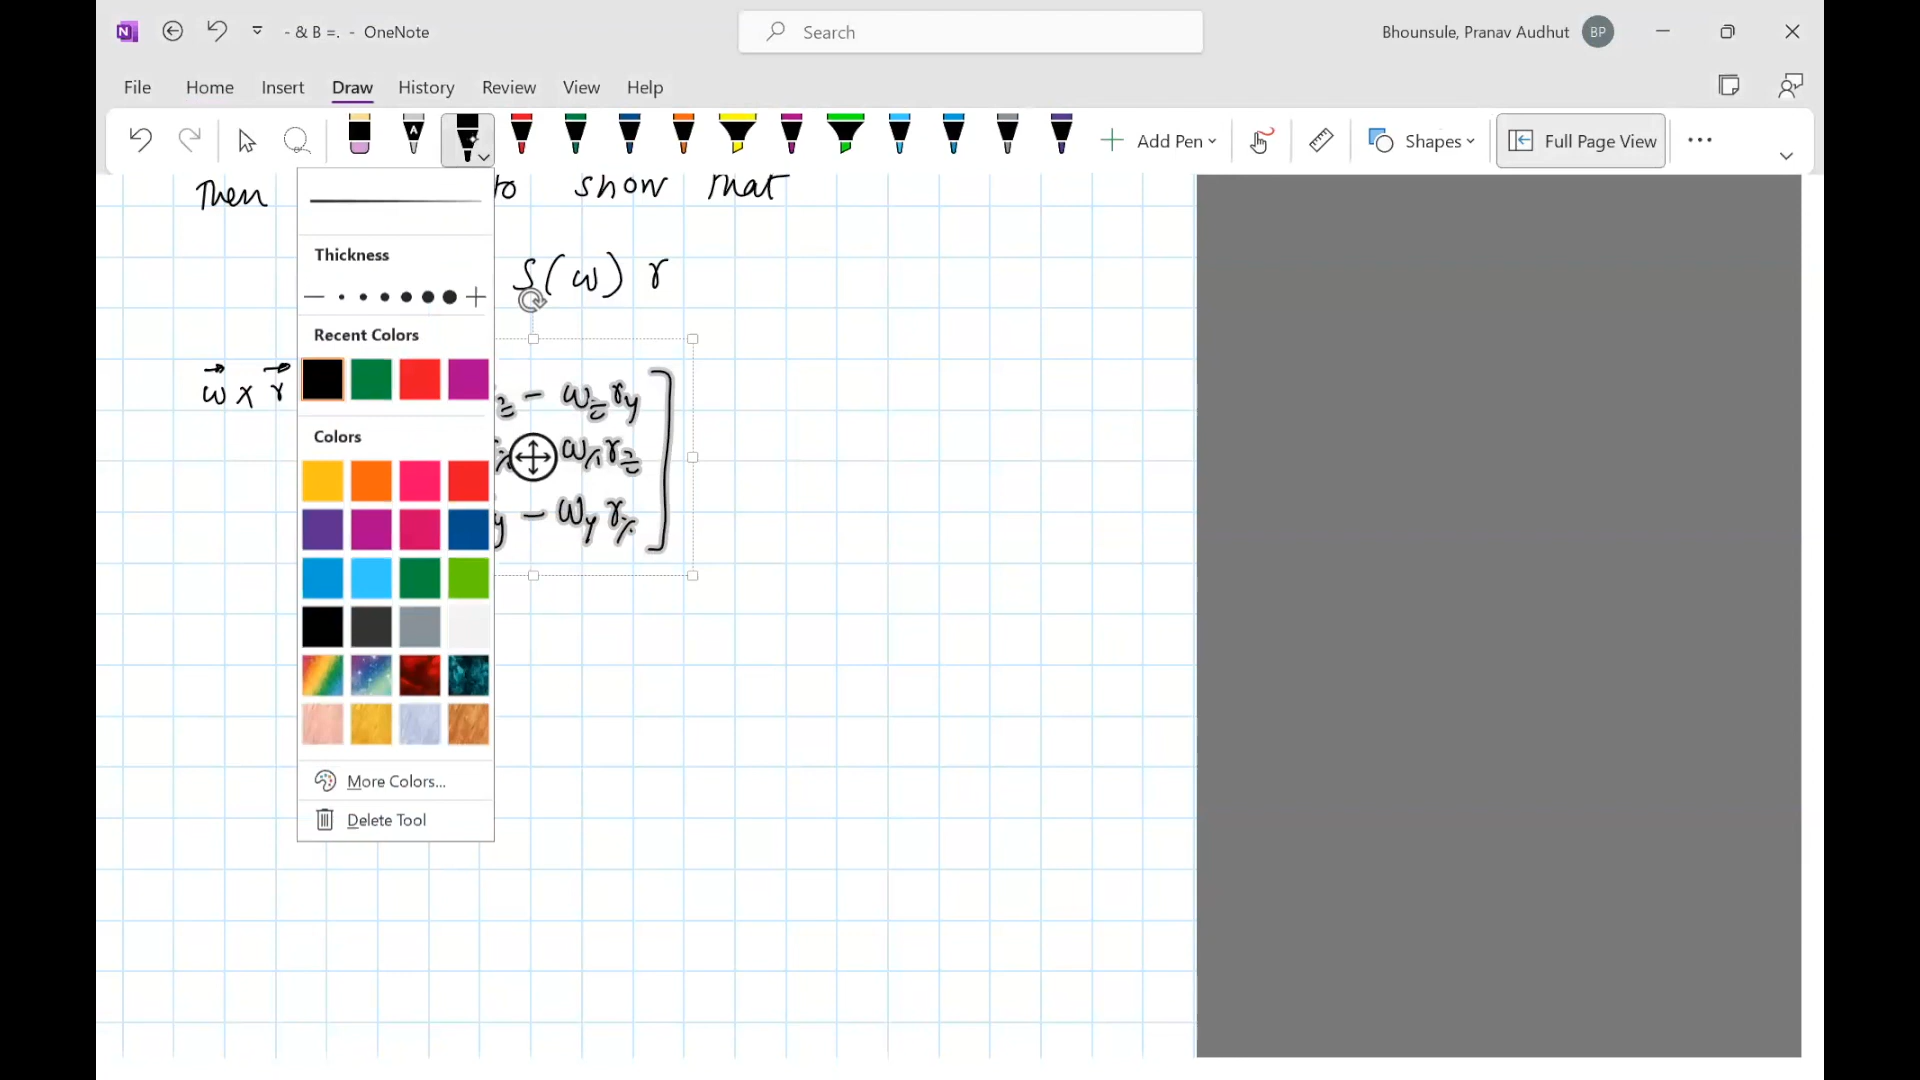 - & B =. - OneNote
Search
Bhounsule, Pranav Audhut BP
File Home Insert Draw History Review View Help
A Add Pen Shapes Full Page View
Then to show that
S(ω) r
ω⃗ × r⃗
z − ω_z r_y
x ω_x r_z
y − ω_y r_x
Thickness
Recent Colors
Colors
More Colors...
Delete Tool